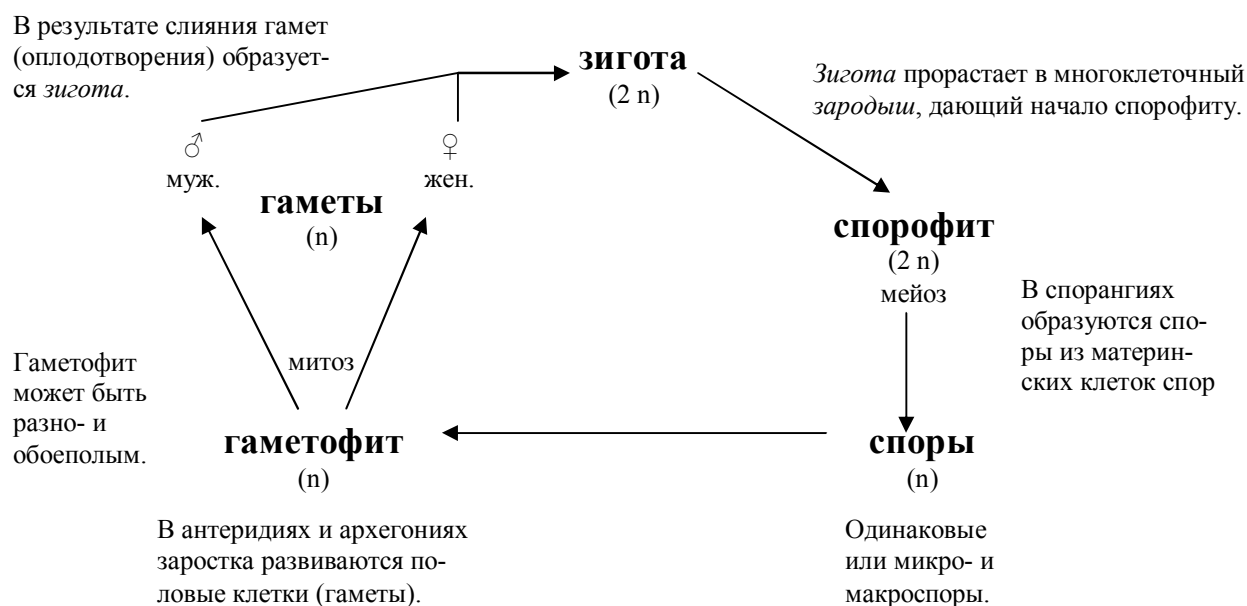 В результате слияния гамет
(оплодотворения) образует-
ся зигота.
зигота
(2 n)
Зигота прорастает в многоклеточный
зародыш, дающий начало спорофиту.
♂
муж.
♀
жен.
гаметы
(n)
спорофит
(2 n)
мейоз
В спорангиях
образуются спо-
ры из материн-
ских клеток спор
митоз
Гаметофит
может быть
разно- и
обоеполым.
гаметофит
(n)
споры
(n)
В антеридиях и архегониях
заростка развиваются по-
ловые клетки (гаметы).
Одинаковые
или микро- и
макроспоры.